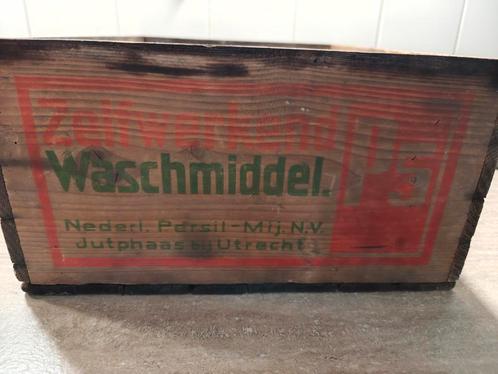 Zelfwerkend
Waschmiddel.
Nederl. Persil-Mij. N.V.
Jutphaas bij Utrecht